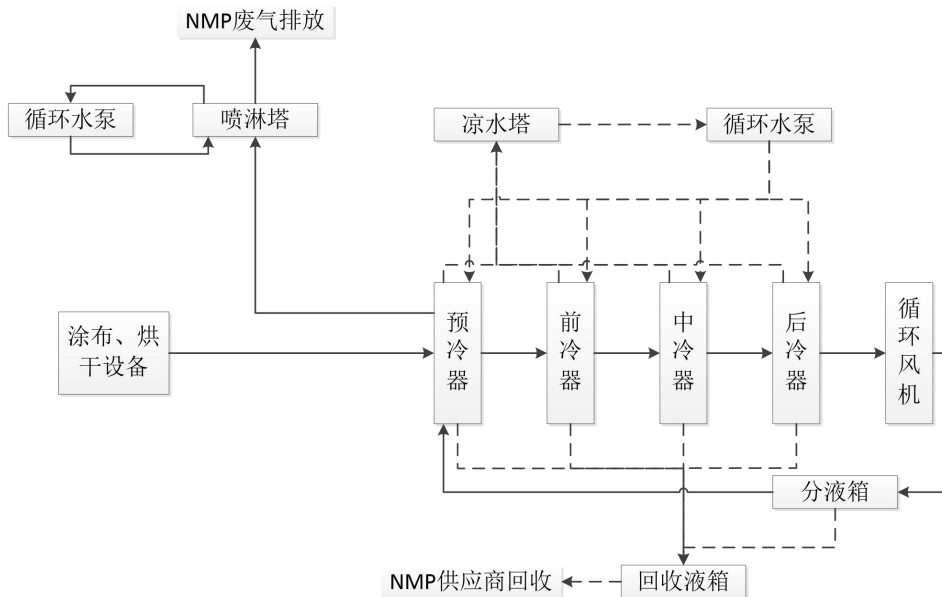 NMP废气排放
循环水泵
喷淋塔
凉水塔
循环水泵
涂布、烘
干设备
预冷器
前冷器
中冷器
后冷器
循环风机
分液箱
NMP供应商回收
回收液箱